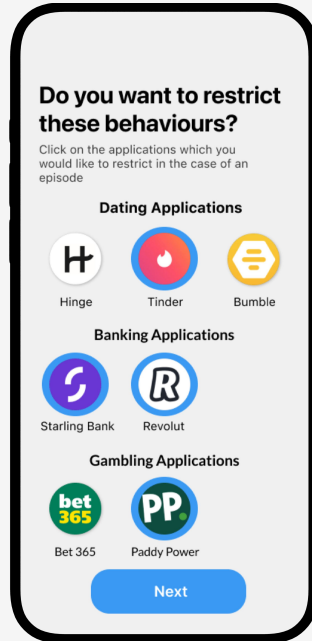 Do you want to restrict
these behaviours?
Click on the applications which you
would like to restrict in the case of an
episode
Dating Applications
H
Hinge
Tinder
Bumble
Banking Applications
R
Starling Bank
Revolut
Gambling Applications
bet
365
PP.
Bet 365
Paddy Power
Next